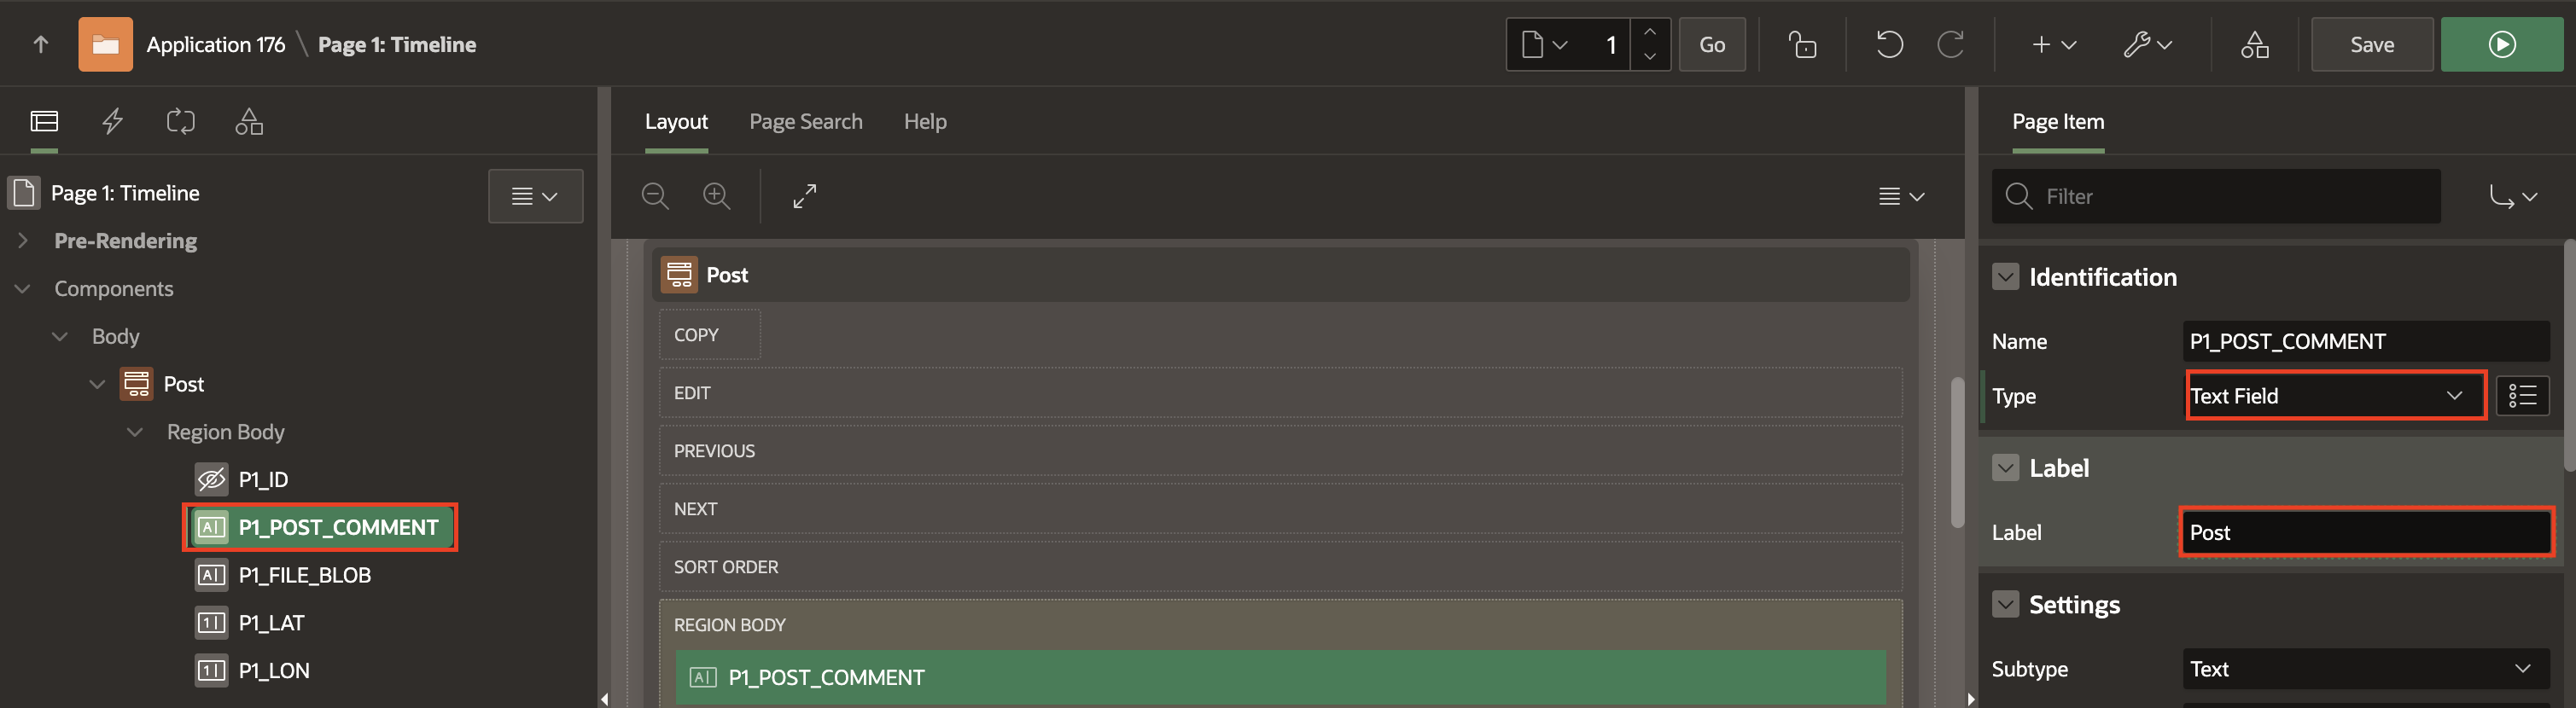 Application 176 \ Page 1: Timeline
1
Go
Save
Page 1: Timeline
Pre-Rendering
Components
Body
Post
Region Body
P1_ID
P1_POST_COMMENT
P1_FILE_BLOB
P1_LAT
P1_LON
Layout Page Search Help
Post
COPY
EDIT
PREVIOUS
NEXT
SORT ORDER
REGION BODY
P1_POST_COMMENT
Page Item
Filter
Identification
Name P1_POST_COMMENT
Type Text Field
Label
Label Post
Settings
Subtype Text